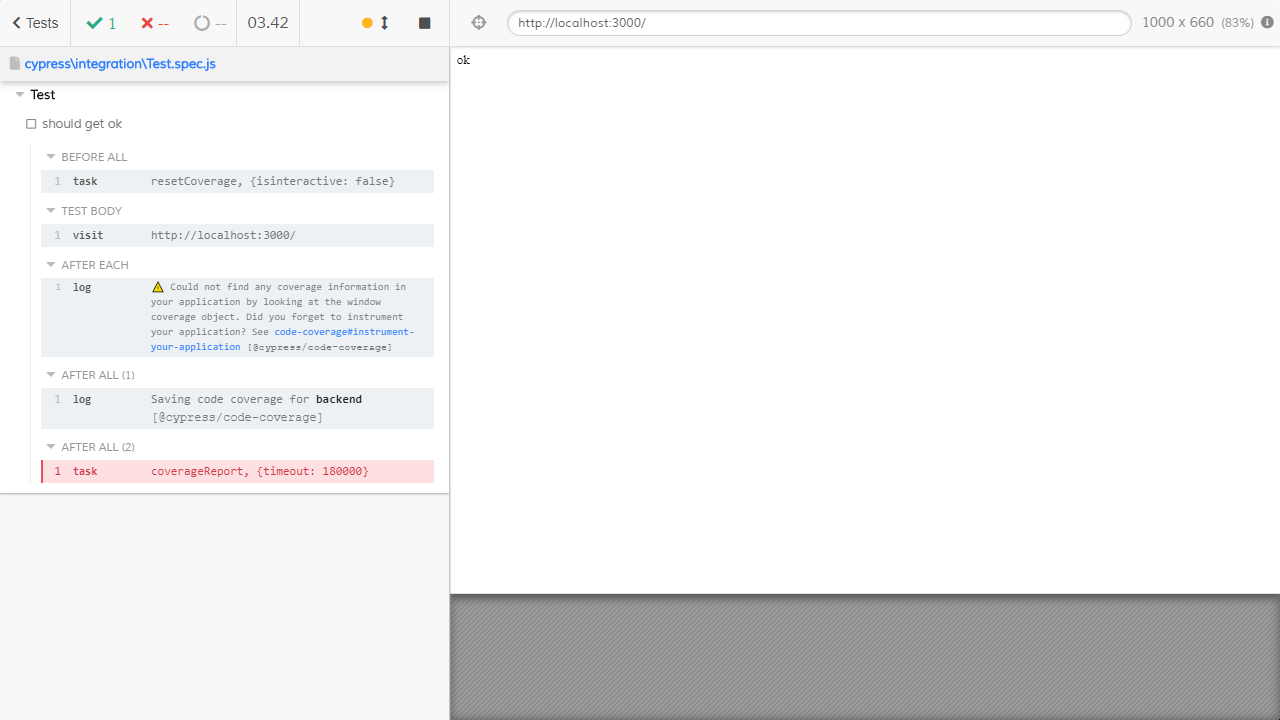 Tests 1 -- -- 03.42
http://localhost:3000/ 1000 x 660 (83%)
cypress\integration\Test.spec.js
ok
Test
should get ok
BEFORE ALL
1 task resetCoverage, {isinteractive: false}
TEST BODY
1 visit http://localhost:3000/
AFTER EACH
1 log ⚠ Could not find any coverage information in
your application by looking at the window
coverage object. Did you forget to instrument
your application? See code-coverage#instrument-
your-application [@cypress/code-coverage]
AFTER ALL (1)
1 log Saving code coverage for backend
[@cypress/code-coverage]
AFTER ALL (2)
1 task coverageReport, {timeout: 180000}